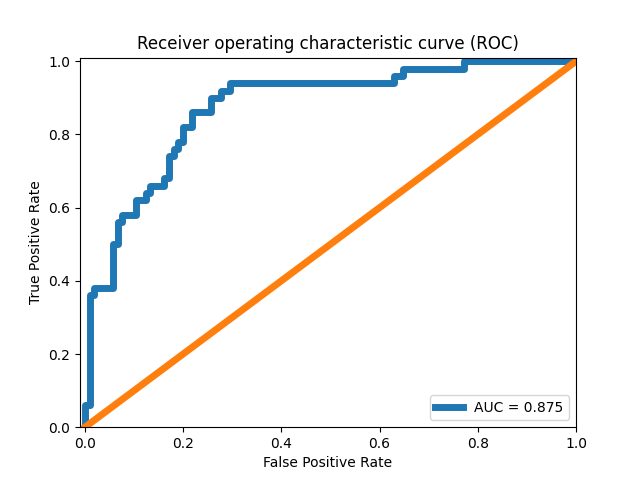 Receiver operating characteristic curve (ROC)
True Positive Rate
1.0
0.8
0.6
0.4
0.2
0.0
AUC = 0.875
0.0 0.2 0.4 0.6 0.8 1.0
False Positive Rate